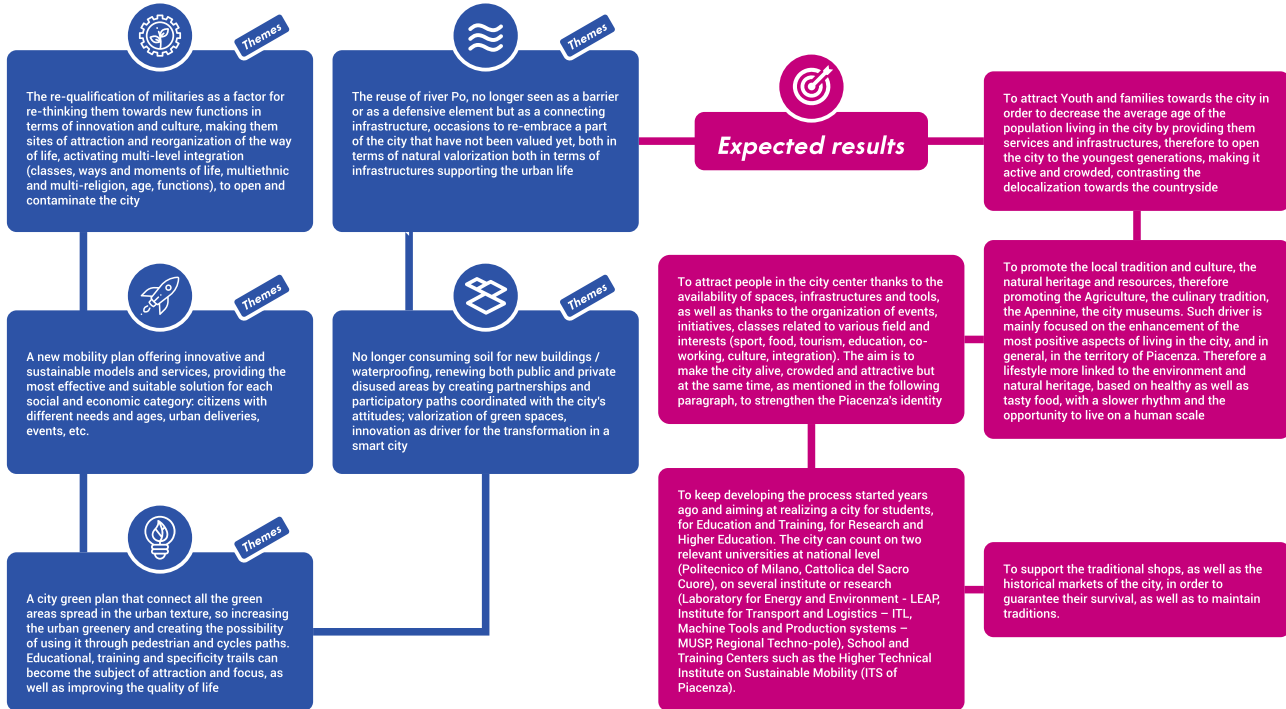 Themes
The re-qualification of militaries as a factor for
re-thinking them towards new functions in
terms of innovation and culture, making them
sites of attraction and reorganization of the way
of life, activating multi-level integration
(classes, ways and moments of life, multiethnic
and multi-religion, age, functions), to open and
contaminate the city
Themes
A new mobility plan offering innovative and
sustainable models and services, providing the
most effective and suitable solution for each
social and economic category: citizens with
different needs and ages, urban deliveries,
events, etc.
Themes
A city green plan that connect all the green
areas spread in the urban texture, so increasing
the urban greenery and creating the possibility
of using it through pedestrian and cycles paths.
Educational, training and specificity trails can
become the subject of attraction and focus, as
well as improving the quality of life
Themes
No longer consuming soil for new buildings /
waterproofing, renewing both public and private
disused areas by creating partnerships and
participatory paths coordinated with the city's
attitudes; valorization of green spaces,
innovation as driver for the transformation in a
smart city
Themes
The reuse of river Po, no longer seen as a barrier
or as a defensive element but as a connecting
infrastructure, occasions to re-embrace a part
of the city that have not been valued yet, both in
terms of natural valorization both in terms of
infrastructures supporting the urban life
Expected results
To attract Youth and families towards the city in
order to decrease the average age of the
population living in the city by providing them
services and infrastructures, therefore to open
the city to the youngest generations, making it
active and crowded, contrasting the
delocalization towards the countryside
To promote the local tradition and culture, the
natural heritage and resources, therefore
promoting the Agriculture, the culinary tradition,
the Apennine, the city museums. Such driver is
mainly focused on the enhancement of the
most positive aspects of living in the city, and in
general, in the territory of Piacenza. Therefore a
lifestyle more linked to the environment and
natural heritage, based on healthy as well as
tasty food, with a slower rhythm and the
opportunity to live on a human scale
To attract people in the city center thanks to the
availability of spaces, infrastructures and tools,
as well as thanks to the organization of events,
initiatives, classes related to various field and
interests (sport, food, tourism, education, co-
working, culture, integration). The aim is to
make the city alive, crowded and attractive but
at the same time, as mentioned in the following
paragraph, to strengthen the Piacenza's identity
To keep developing the process started years
ago and aiming at realizing a city for students,
for Education and Training, for Research and
Higher Education. The city can count on two
relevant universities at national level
(Politecnico of Milano, Cattolica del Sacro
Cuore), on several institute or research
(Laboratory for Energy and Environment - LEAP,
Institute for Transport and Logistics – ITL,
Machine Tools and Production systems –
MUSP, Regional Techno-pole), School and
Training Centers such as the Higher Technical
Institute on Sustainable Mobility (ITS of
Piacenza).
To support the traditional shops, as well as the
historical markets of the city, in order to
guarantee their survival, as well as to maintain
traditions.